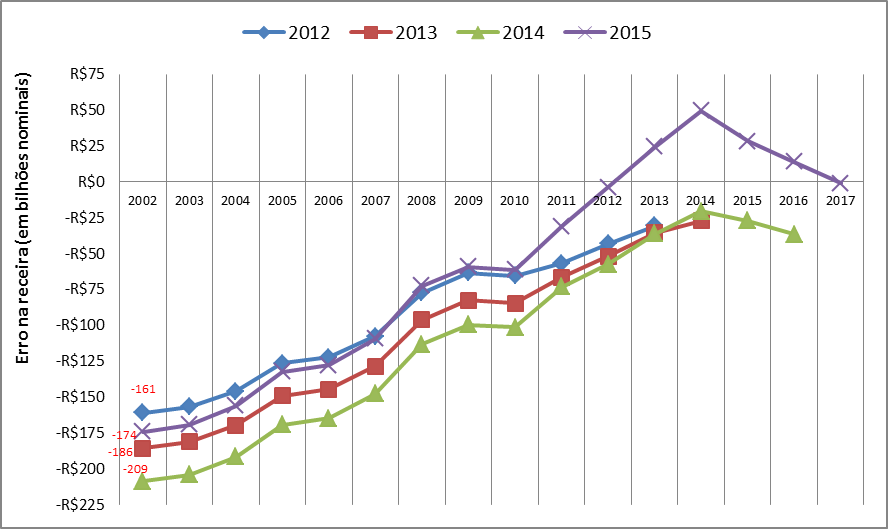 2012 2013 2014 2015
Erro na receira (em bilhões nominais)
R$75
R$50
R$25
R$0
-R$25
-R$50
-R$75
-R$100
-R$125
-R$150
-R$175
-R$200
-R$225
2002 2003 2004 2005 2006 2007 2008 2009 2010 2011 2012 2013 2014 2015 2016 2017
-161
-174
-186
-209